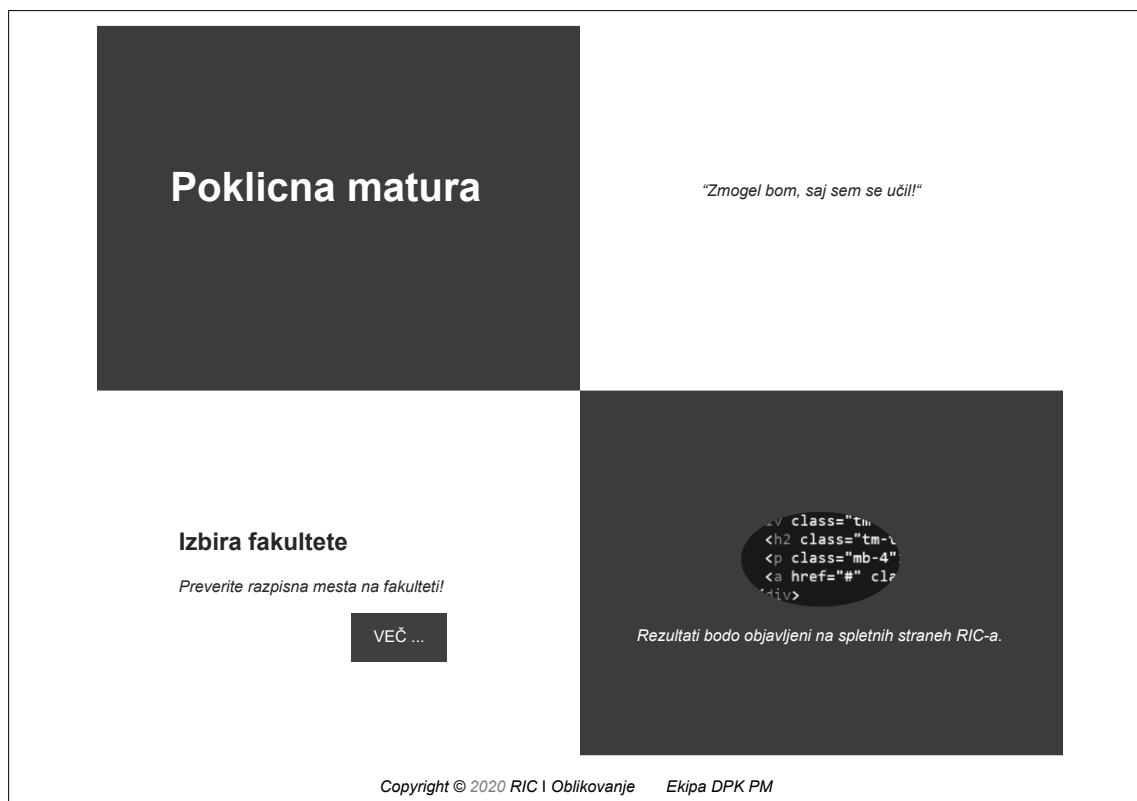 Poklicna matura
“Zmogel bom, saj sem se učil!“
Izbira fakultete
Preverite razpisna mesta na fakulteti!
VEČ ...
class="tm
<h2 class="tm-
<p class="mb-4"
<a href="#" cla
div>
Rezultati bodo objavljeni na spletnih straneh RIC-a.
Copyright © 2020 RIC | Oblikovanje Ekipa DPK PM